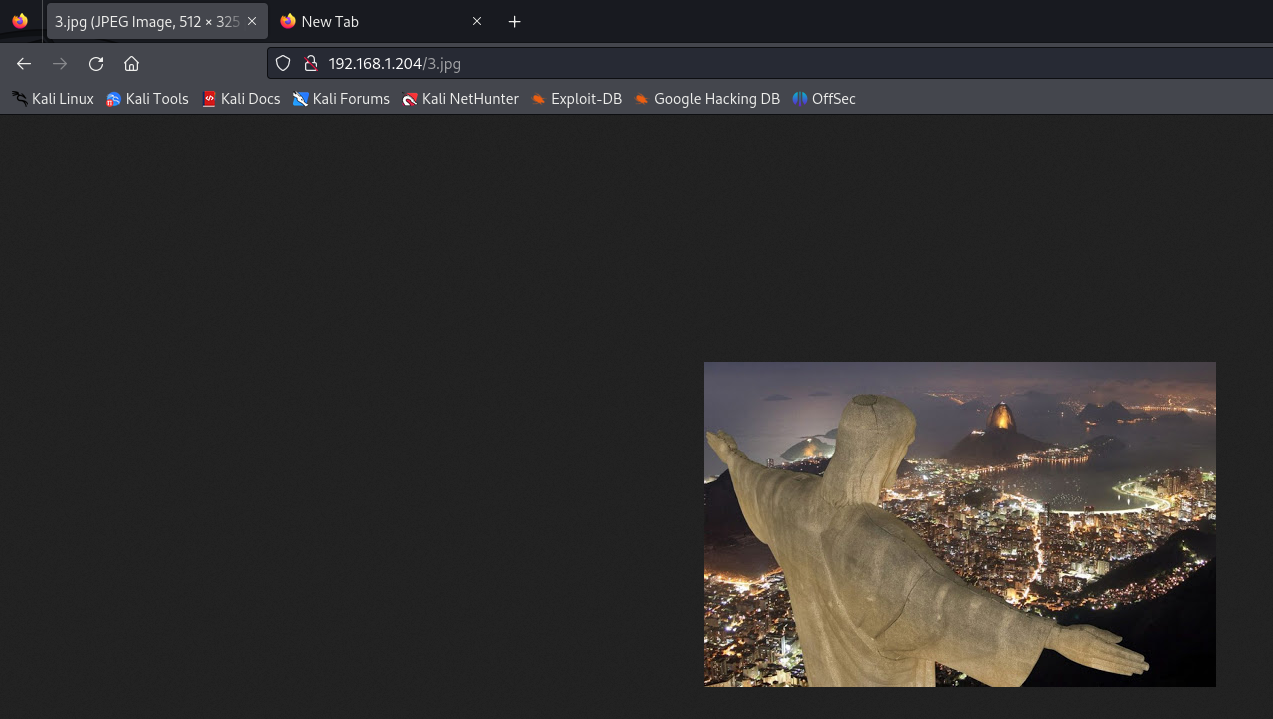 3.jpg (JPEG Image, 512 × 325
New Tab
192.168.1.204/3.jpg
Kali Linux
Kali Tools
Kali Docs
Kali Forums
Kali NetHunter
Exploit-DB
Google Hacking DB
OffSec